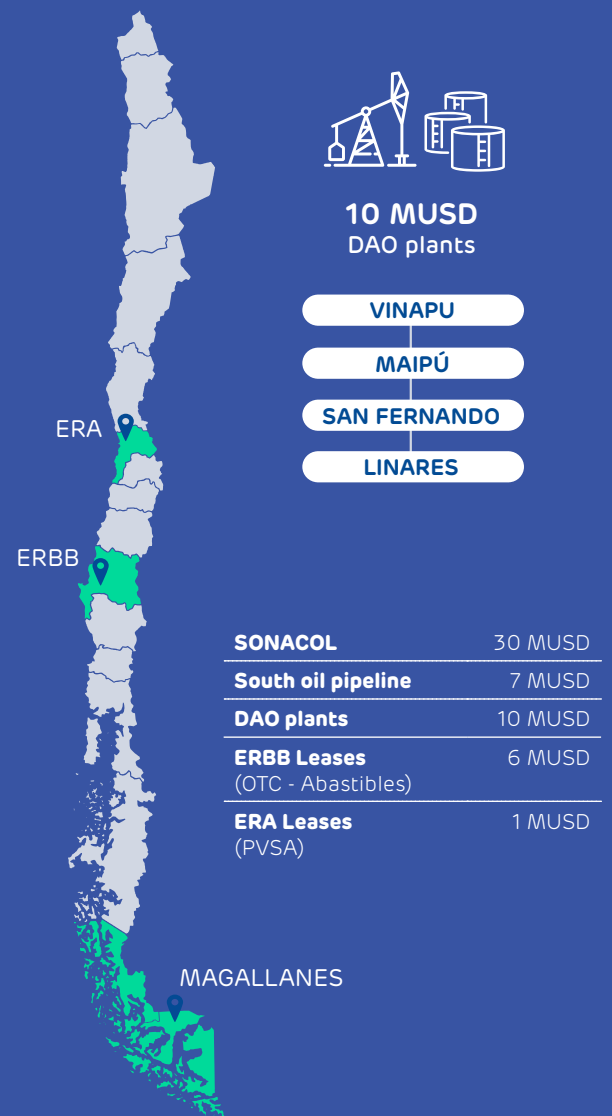 10 MUSD
DAO plants
VINAPU
MAIPÚ
SAN FERNANDO
LINARES
ERA
ERBB
SONACOL 30 MUSD
South oil pipeline 7 MUSD
DAO plants 10 MUSD
ERBB Leases 6 MUSD
(OTC - Abastibles)
ERA Leases 1 MUSD
(PVSA)
MAGALLANES